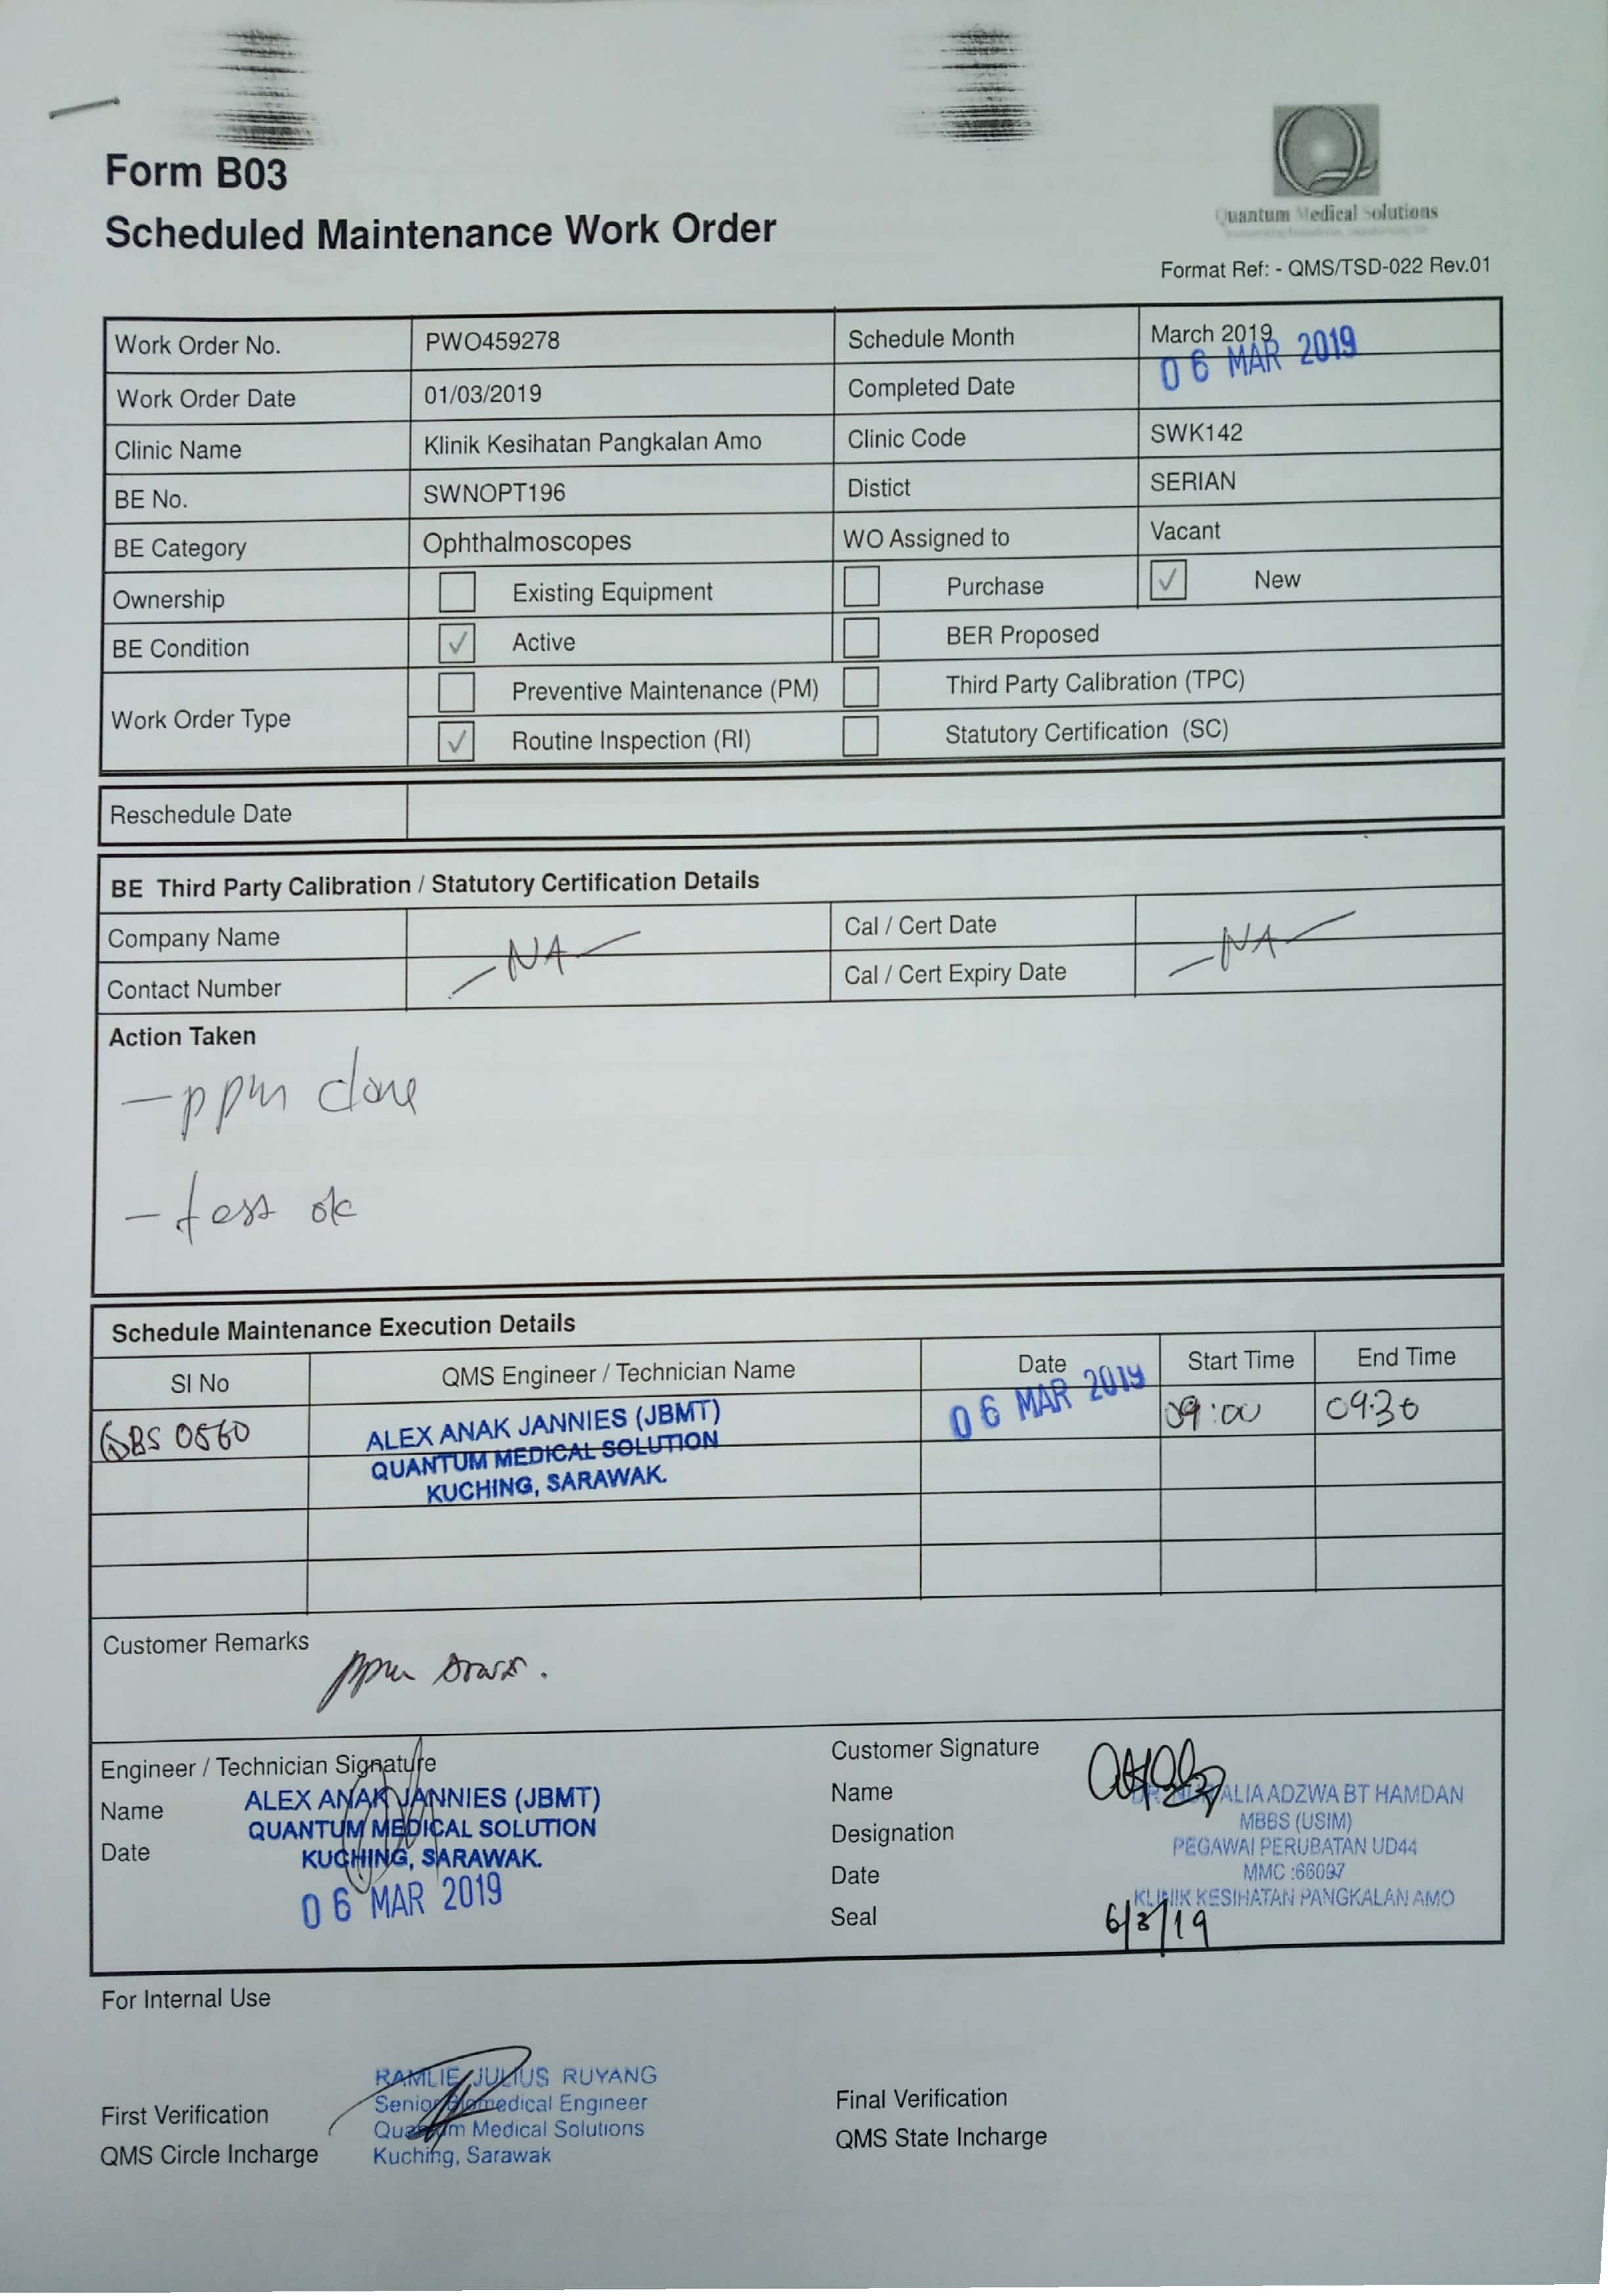 Form B03
Scheduled Maintenance Work Order
Quantum Medical Solutions
Format Ref: - QMS/TSD-022 Rev.01
Work Order No. PWO459278 Schedule Month March 2019
Work Order Date 01/03/2019 Completed Date 06 MAR 2019
Clinic Name Klinik Kesihatan Pangkalan Amo Clinic Code SWK142
BE No. SWNOPT196 Distict SERIAN
BE Category Ophthalmoscopes WO Assigned to Vacant
Ownership Existing Equipment Purchase ✓ New
BE Condition ✓ Active BER Proposed
Work Order Type Preventive Maintenance (PM) Third Party Calibration (TPC)
✓ Routine Inspection (RI) Statutory Certification (SC)
Reschedule Date
BE Third Party Calibration / Statutory Certification Details
Company Name - NA - Cal / Cert Date - NA -
Contact Number Cal / Cert Expiry Date
Action Taken
- ppm done
- tess ok
Schedule Maintenance Execution Details
SI No QMS Engineer / Technician Name Date Start Time End Time
QBS 0560 ALEX ANAK JANNIES (JBMT) 06 MAR 2019 09:00 09:30
QUANTUM MEDICAL SOLUTION
KUCHING, SARAWAK.
Customer Remarks
ppm
Engineer / Technician Signature Customer Signature
Name ALEX ANAK JANNIES (JBMT) Name ALIA ADZWA BT HAMDAN
QUANTUM MEDICAL SOLUTION MBBS (USIM)
Date KUCHING, SARAWAK. Designation PEGAWAI PERUBATAN UD44
06 MAR 2019 Date MMC :66097
Seal KLINIK KESIHATAN PANGKALAN AMO
6/3/19
For Internal Use
RAMLIE JULIUS RUYANG
Senior Biomedical Engineer
First Verification Quantum Medical Solutions Final Verification
QMS Circle Incharge Kuching, Sarawak QMS State Incharge